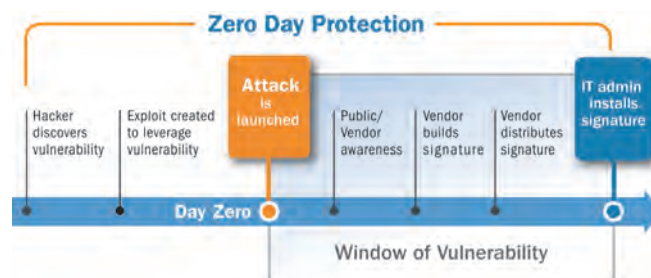 Zero Day Protection
Hacker
discovers
vulnerability
Exploit created
to leverage
vulnerability
Attack
is
launched
Public/
Vendor
awareness
Vendor
builds
signature
Vendor
distributes
signature
IT admin
installs
signature
Day Zero
Window of Vulnerability